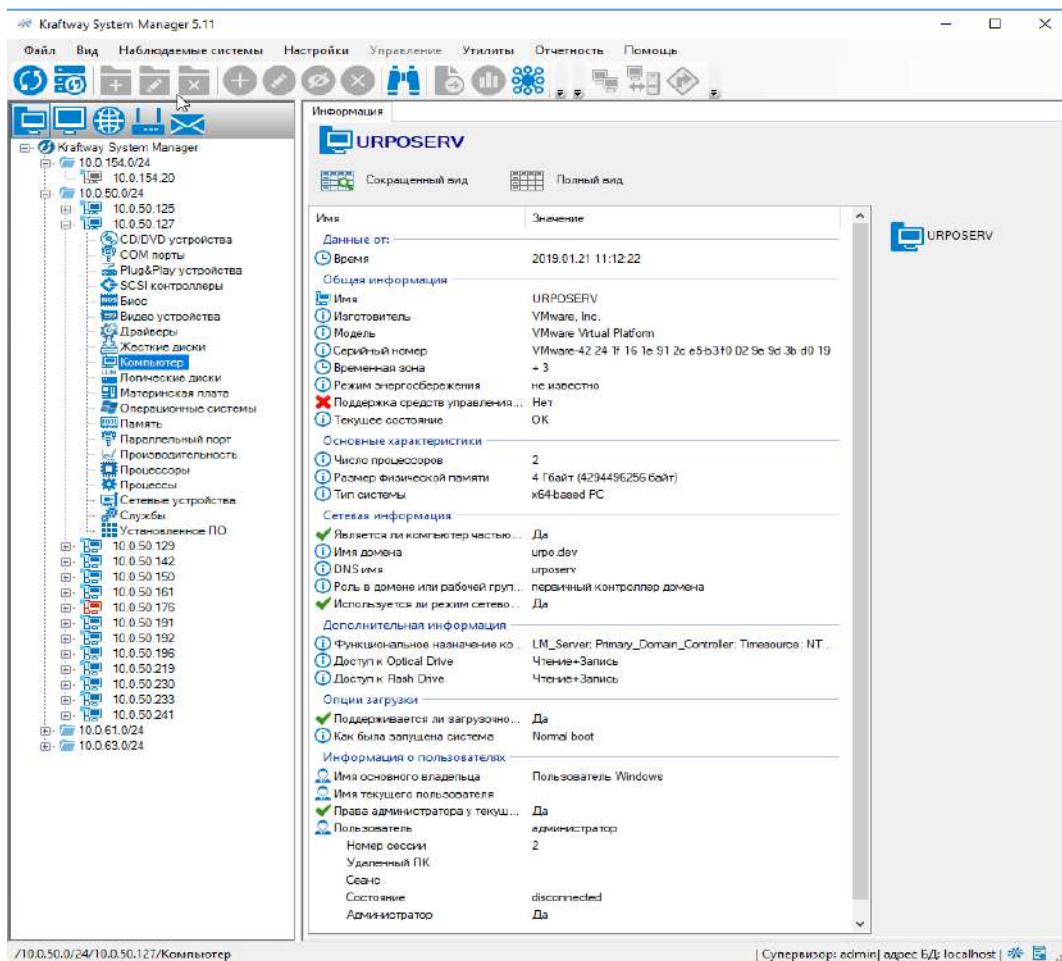 Kraftway System Manager 5.11
Файл Вид Наблюдаемые системы Настройки Управление Утилиты Отчетность Помощь
Kraftway System Manager
10.0.154.0/24
10.0.154.20
10.0.50.0/24
10.0.50.125
10.0.50.127
CD/DVD устройства
COM порты
Plug&Play устройства
SCSI контроллеры
Биос
Видео устройства
Драйверы
Жесткие диски
Компьютер
Логические диски
Материнская плата
Операционные системы
Память
Параллельный порт
Производительность
Процессоры
Процессы
Сетевые устройства
Службы
Установленное ПО
10.0.50.129
10.0.50.142
10.0.50.150
10.0.50.161
10.0.50.176
10.0.50.191
10.0.50.192
10.0.50.196
10.0.50.219
10.0.50.230
10.0.50.233
10.0.50.241
10.0.61.0/24
10.0.63.0/24
Информация
URPOSERV
Сокращенный вид Полный вид
Имя Значение
Данные от:
Время 2019.01.21 11:12:22
Общая информация
Имя URPOSERV
Изготовитель VMware, Inc.
Модель VMware Virtual Platform
Серийный номер VMware-42 24 1f 16 1e 91 2c e5-b3 f0 02 9e 9d 3b d0 19
Временная зона + 3
Режим энергосбережения не известно
Поддержка средств управления... Нет
Текущее состояние OK
Основные характеристики
Число процессоров 2
Размер физической памяти 4 Гбайт (4294496256 байт)
Тип системы x64-based PC
Сетевая информация
Является ли компьютер частью... Да
Имя домена urpo.dev
DNS имя urposerv
Роль в домене или рабочей груп... первичный контроллер домена
Используется ли режим сетево... Да
Дополнительная информация
Функциональное назначение ко... LM_Server; Primary_Domain_Controller; Timesource; NT...
Доступ к Optical Drive Чтение+Запись
Доступ к Flash Drive Чтение+Запись
Опции загрузки
Поддерживается ли загрузочно... Да
Как была запущена система Normal boot
Информация о пользователях
Имя основного владельца Пользователь Windows
Имя текущего пользователя
Права администратора у текущ... Да
Пользователь администратор
Номер сессии 2
Удаленный ПК
Сеанс
Состояние disconnected
Администратор Да
URPOSERV
/10.0.50.0/24/10.0.50.127/Компьютер
| Супервизор: admin| адрес БД: localhost |